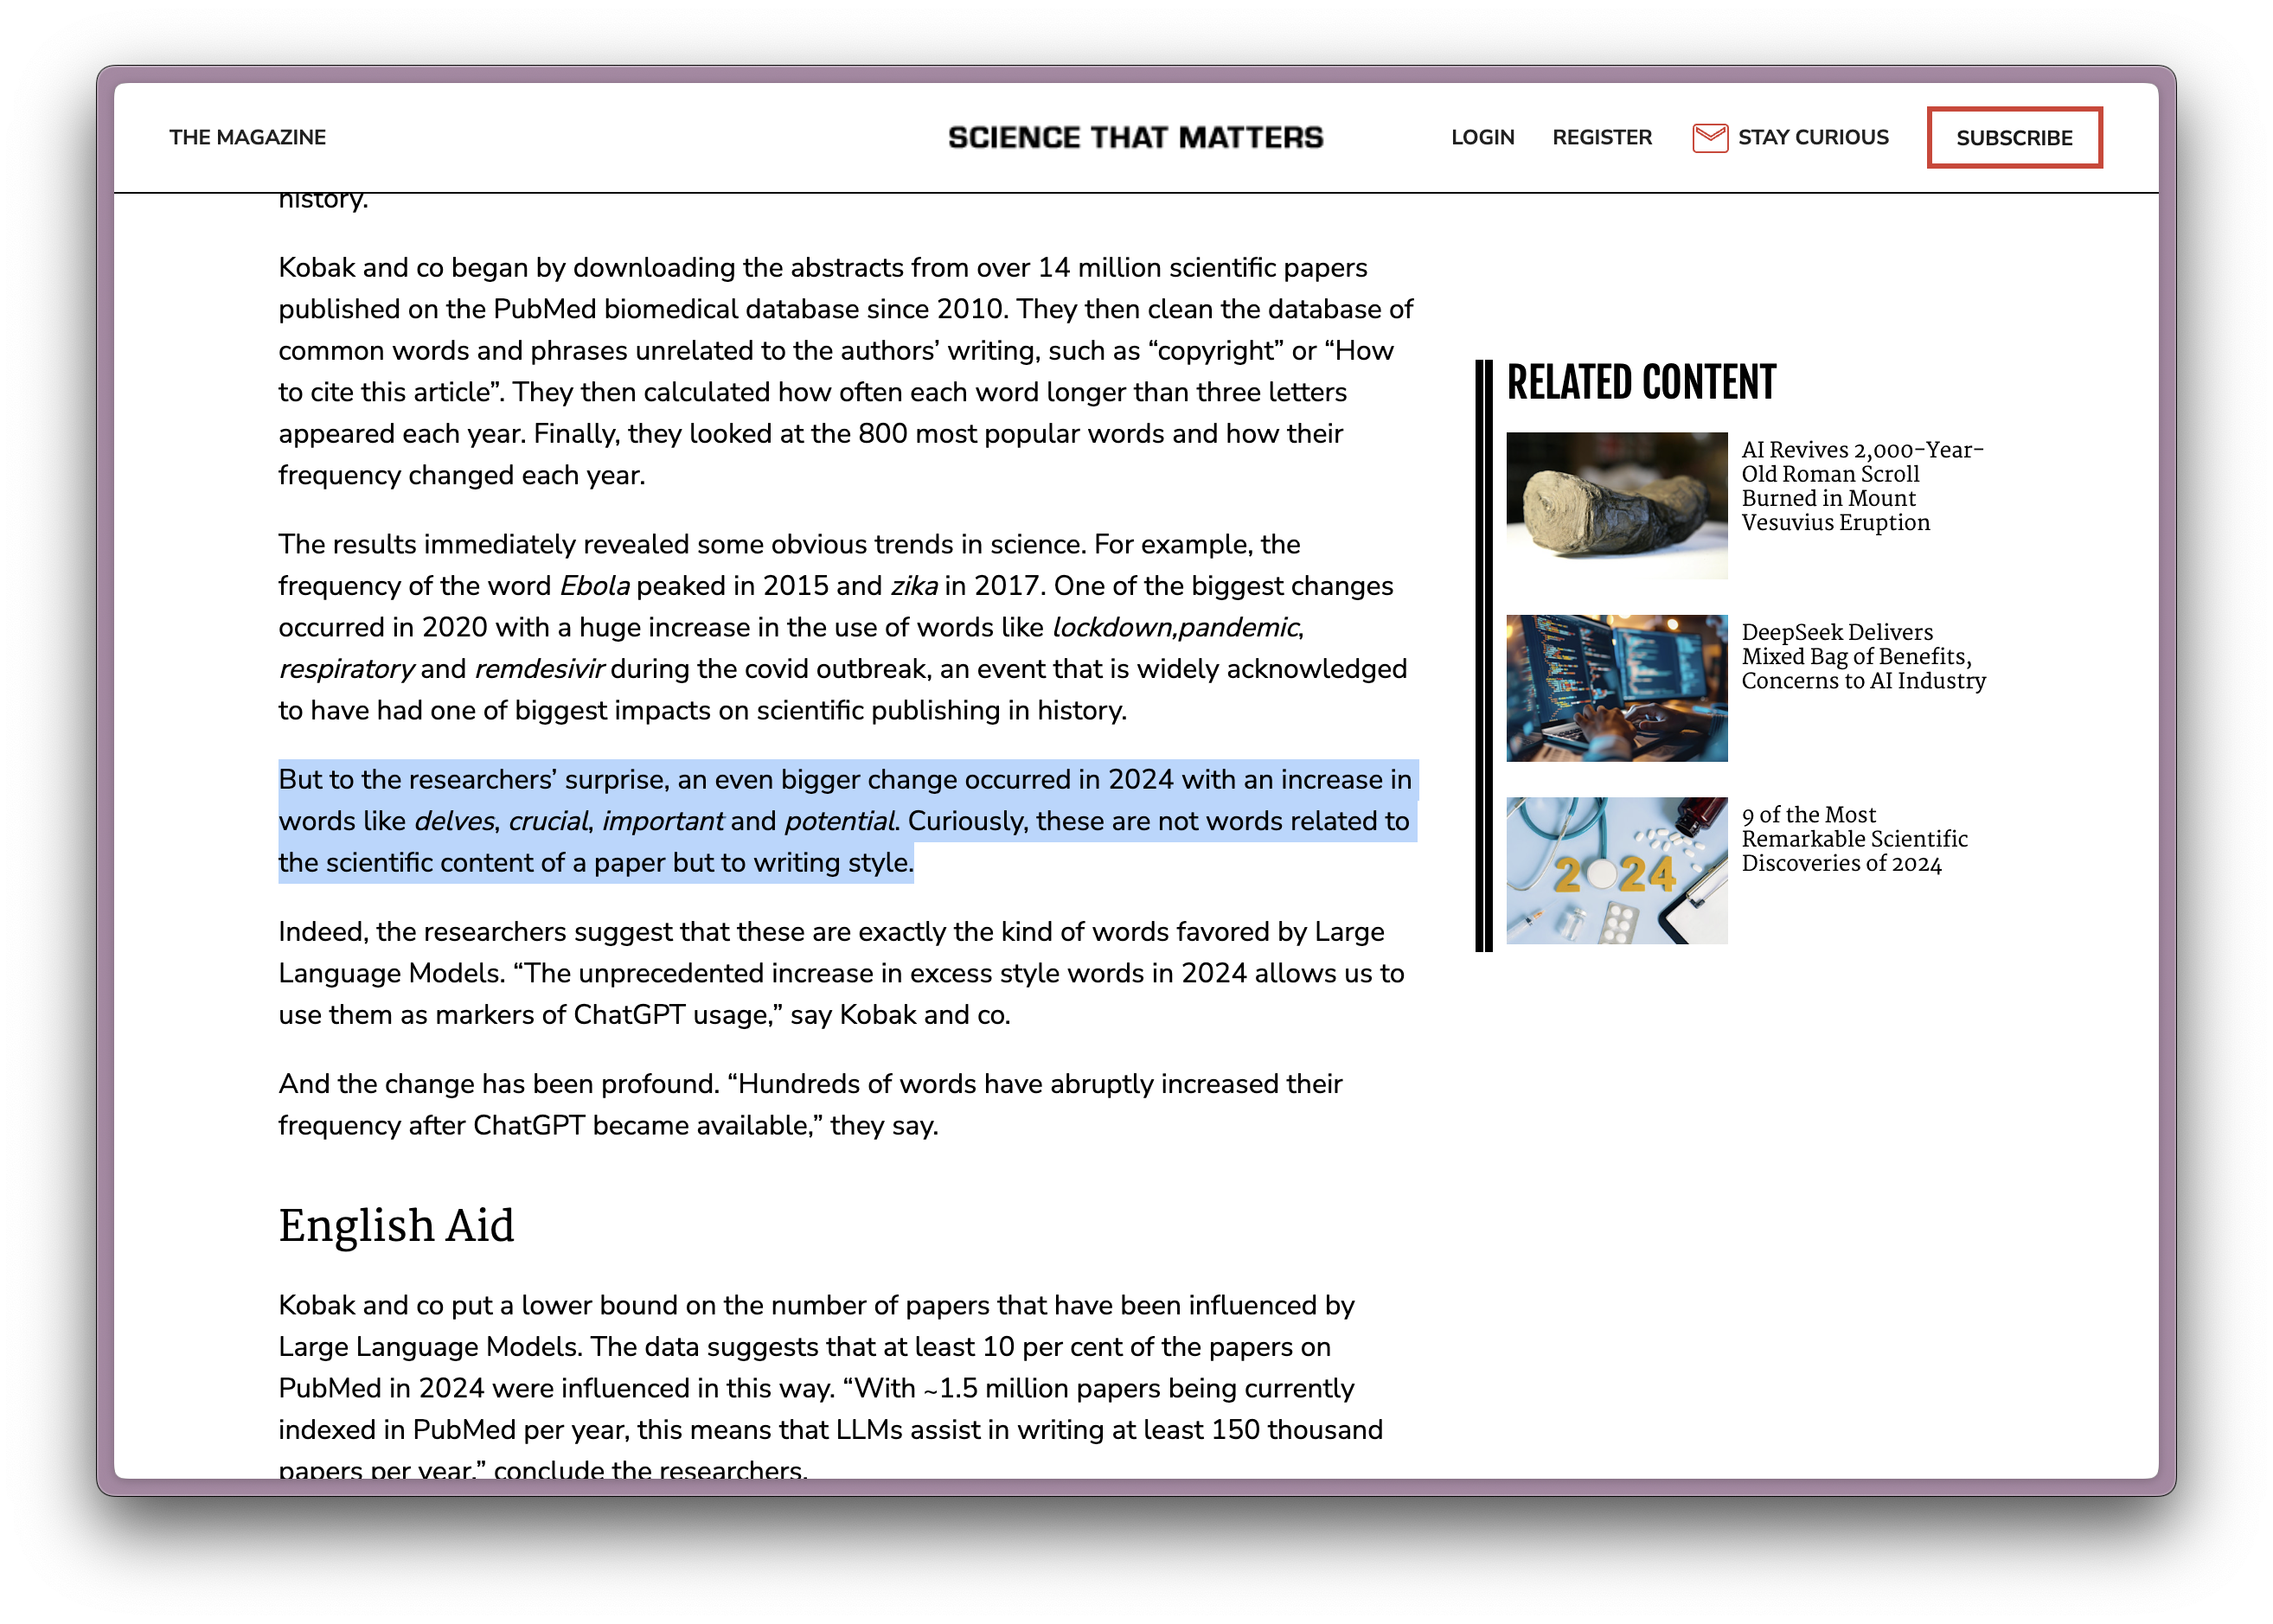 THE MAGAZINE
SCIENCE THAT MATTERS
LOGIN
REGISTER
STAY CURIOUS
SUBSCRIBE
history.
Kobak and co began by downloading the abstracts from over 14 million scientific papers
published on the PubMed biomedical database since 2010. They then clean the database of
common words and phrases unrelated to the authors’ writing, such as “copyright” or “How
to cite this article”. They then calculated how often each word longer than three letters
appeared each year. Finally, they looked at the 800 most popular words and how their
frequency changed each year.
The results immediately revealed some obvious trends in science. For example, the
frequency of the word Ebola peaked in 2015 and zika in 2017. One of the biggest changes
occurred in 2020 with a huge increase in the use of words like lockdown,pandemic,
respiratory and remdesivir during the covid outbreak, an event that is widely acknowledged
to have had one of biggest impacts on scientific publishing in history.
But to the researchers’ surprise, an even bigger change occurred in 2024 with an increase in
words like delves, crucial, important and potential. Curiously, these are not words related to
the scientific content of a paper but to writing style.
Indeed, the researchers suggest that these are exactly the kind of words favored by Large
Language Models. “The unprecedented increase in excess style words in 2024 allows us to
use them as markers of ChatGPT usage,” say Kobak and co.
And the change has been profound. “Hundreds of words have abruptly increased their
frequency after ChatGPT became available,” they say.
English Aid
Kobak and co put a lower bound on the number of papers that have been influenced by
Large Language Models. The data suggests that at least 10 per cent of the papers on
PubMed in 2024 were influenced in this way. “With ~1.5 million papers being currently
indexed in PubMed per year, this means that LLMs assist in writing at least 150 thousand
papers per year,” conclude the researchers.
RELATED CONTENT
AI Revives 2,000-Year-
Old Roman Scroll
Burned in Mount
Vesuvius Eruption
DeepSeek Delivers
Mixed Bag of Benefits,
Concerns to AI Industry
2024
9 of the Most
Remarkable Scientific
Discoveries of 2024